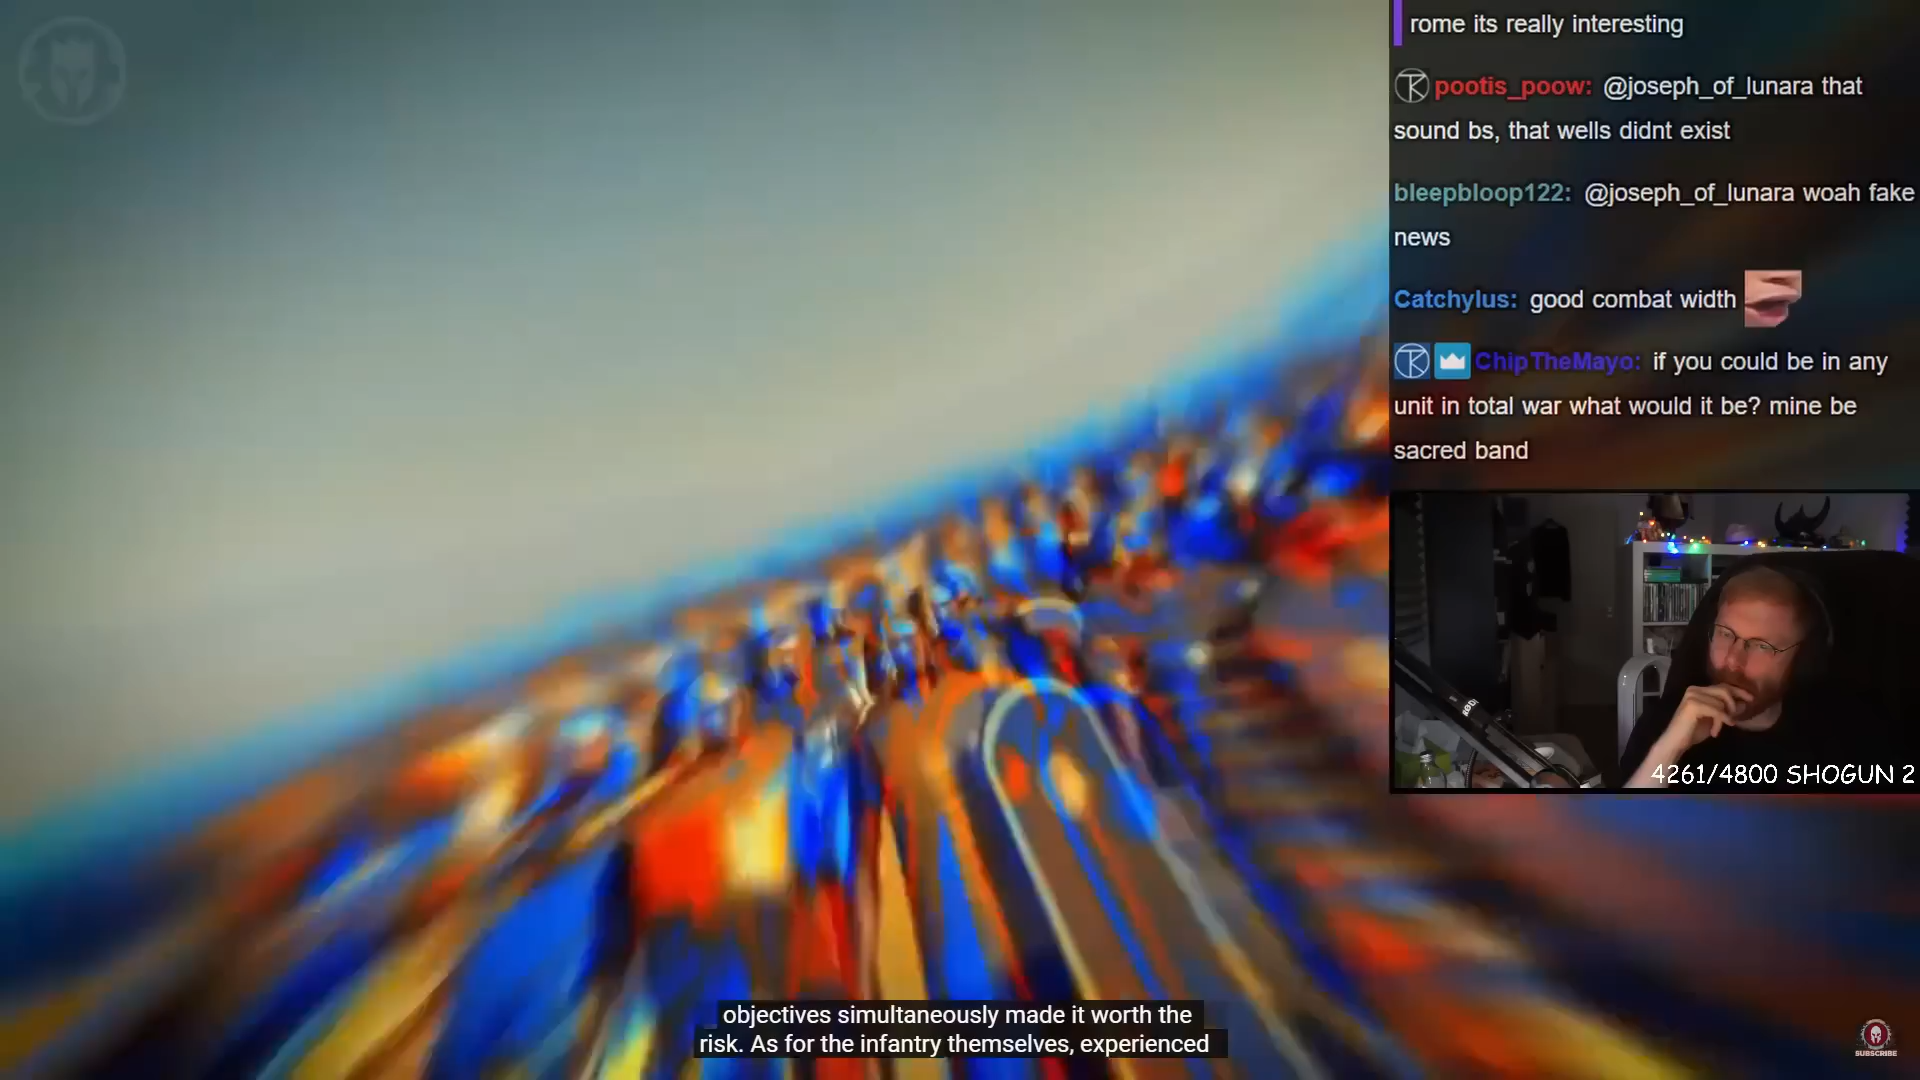 rome its really interesting
pootis_poow: @joseph_of_lunara that
sound bs, that wells didnt exist
bleepbloop122: @joseph_of_lunara woah fake
news
Catchylus: good combat width
ChipTheMayo: if you could be in any
unit in total war what would it be? mine be
sacred band
RØDE
4261/4800 SHOGUN 2
objectives simultaneously made it worth the
risk. As for the infantry themselves, experienced
SUBSCRIBE